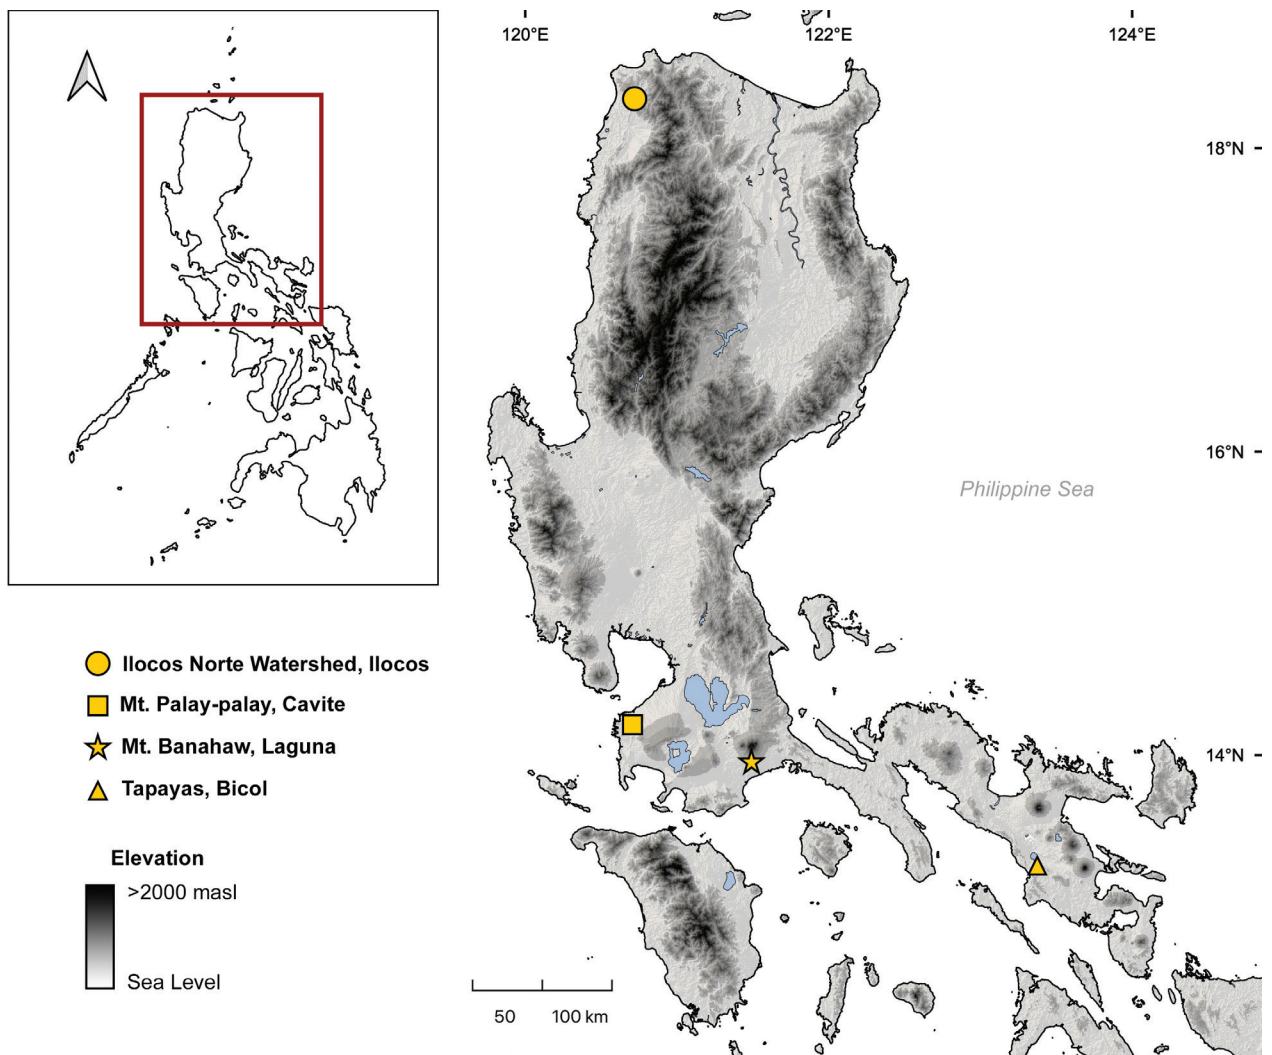 120°E 122°E 124°E
18°N
16°N
Philippine Sea
14°N
Ilocos Norte Watershed, Ilocos
Mt. Palay-palay, Cavite
Mt. Banahaw, Laguna
Tapayas, Bicol
Elevation
>2000 masl
Sea Level
50 100 km